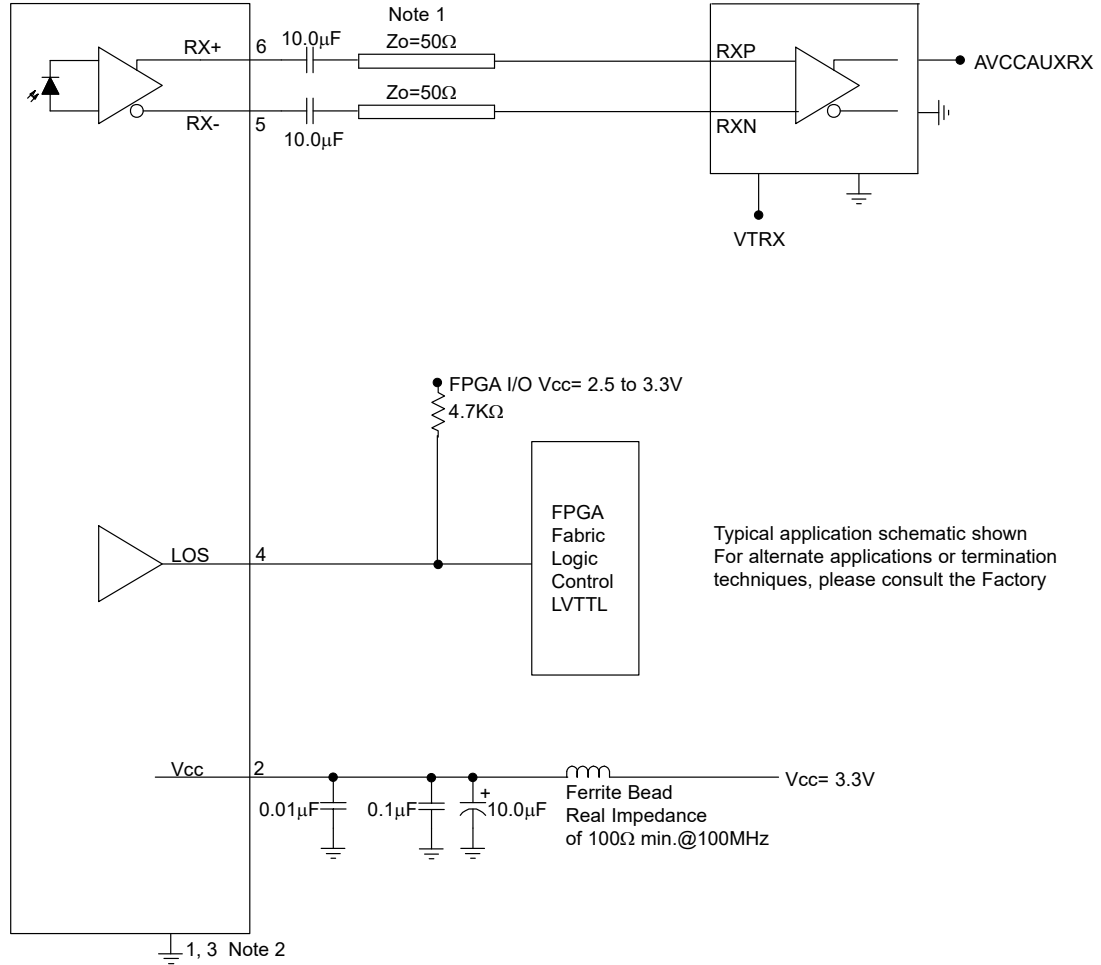 Note 1
RX+
6
10.0µF
Zo=50Ω
RXP
AVCCAUXRX
RX-
5
10.0µF
Zo=50Ω
RXN
VTRX
FPGA I/O Vcc= 2.5 to 3.3V
4.7KΩ
LOS
4
FPGA
Fabric
Logic
Control
LVTTL
Typical application schematic shown
For alternate applications or termination
techniques, please consult the Factory
Vcc
2
0.01µF
0.1µF
+
10.0µF
Ferrite Bead
Real Impedance
of 100Ω min.@100MHz
Vcc= 3.3V
1, 3 Note 2